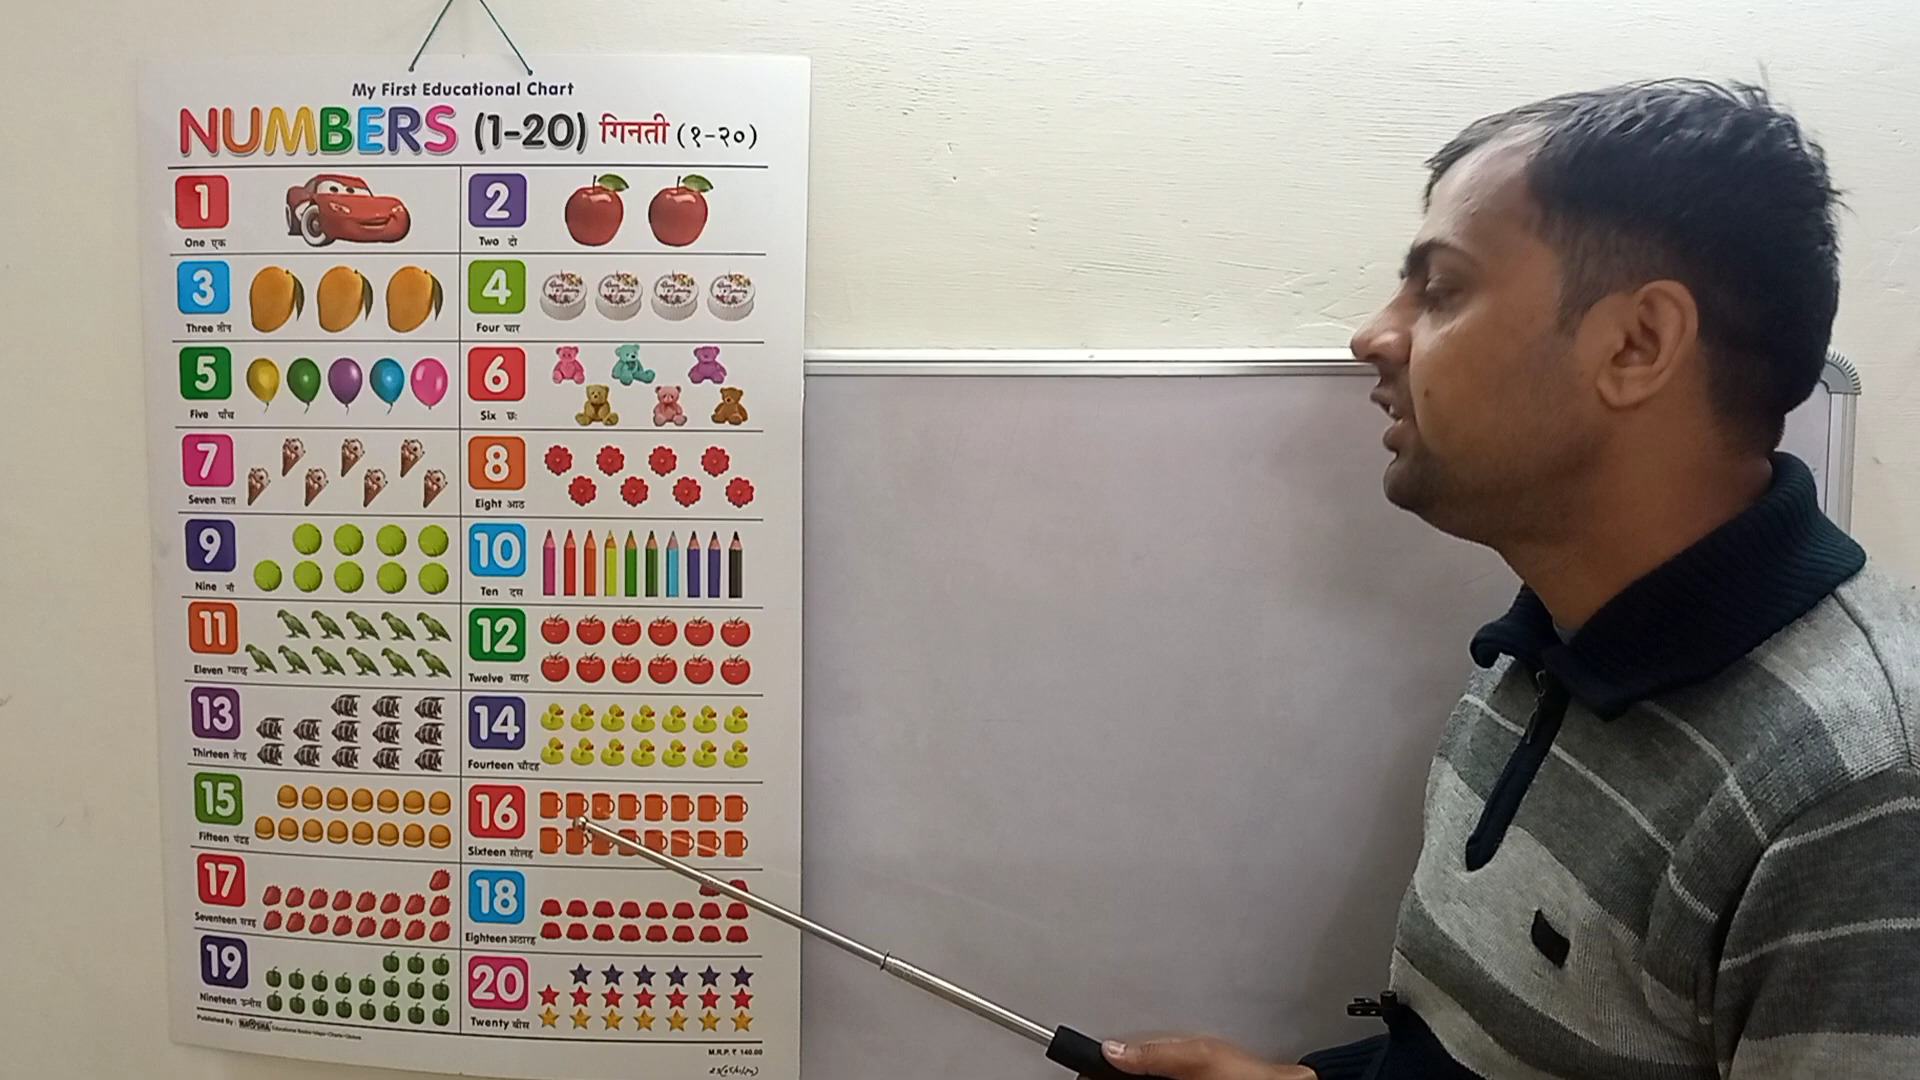 My First Educational Chart
NUMBERS (1-20) गिनती (१-२०)
1
One एक
2
Two दो
3
Three तीन
4
Four चार
5
Five पाँच
6
Six छः
7
Seven सात
8
Eight आठ
9
Nine नौ
10
Ten दस
11
Eleven ग्यारह
12
Twelve बारह
13
Thirteen तेरह
14
Fourteen चौदह
15
Fifteen पंद्रह
16
Sixteen सोलह
17
Seventeen सत्रह
18
Eighteen अठारह
19
Nineteen उन्नीस
20
Twenty बीस
Published By :
M.R.P. ₹ 140.00